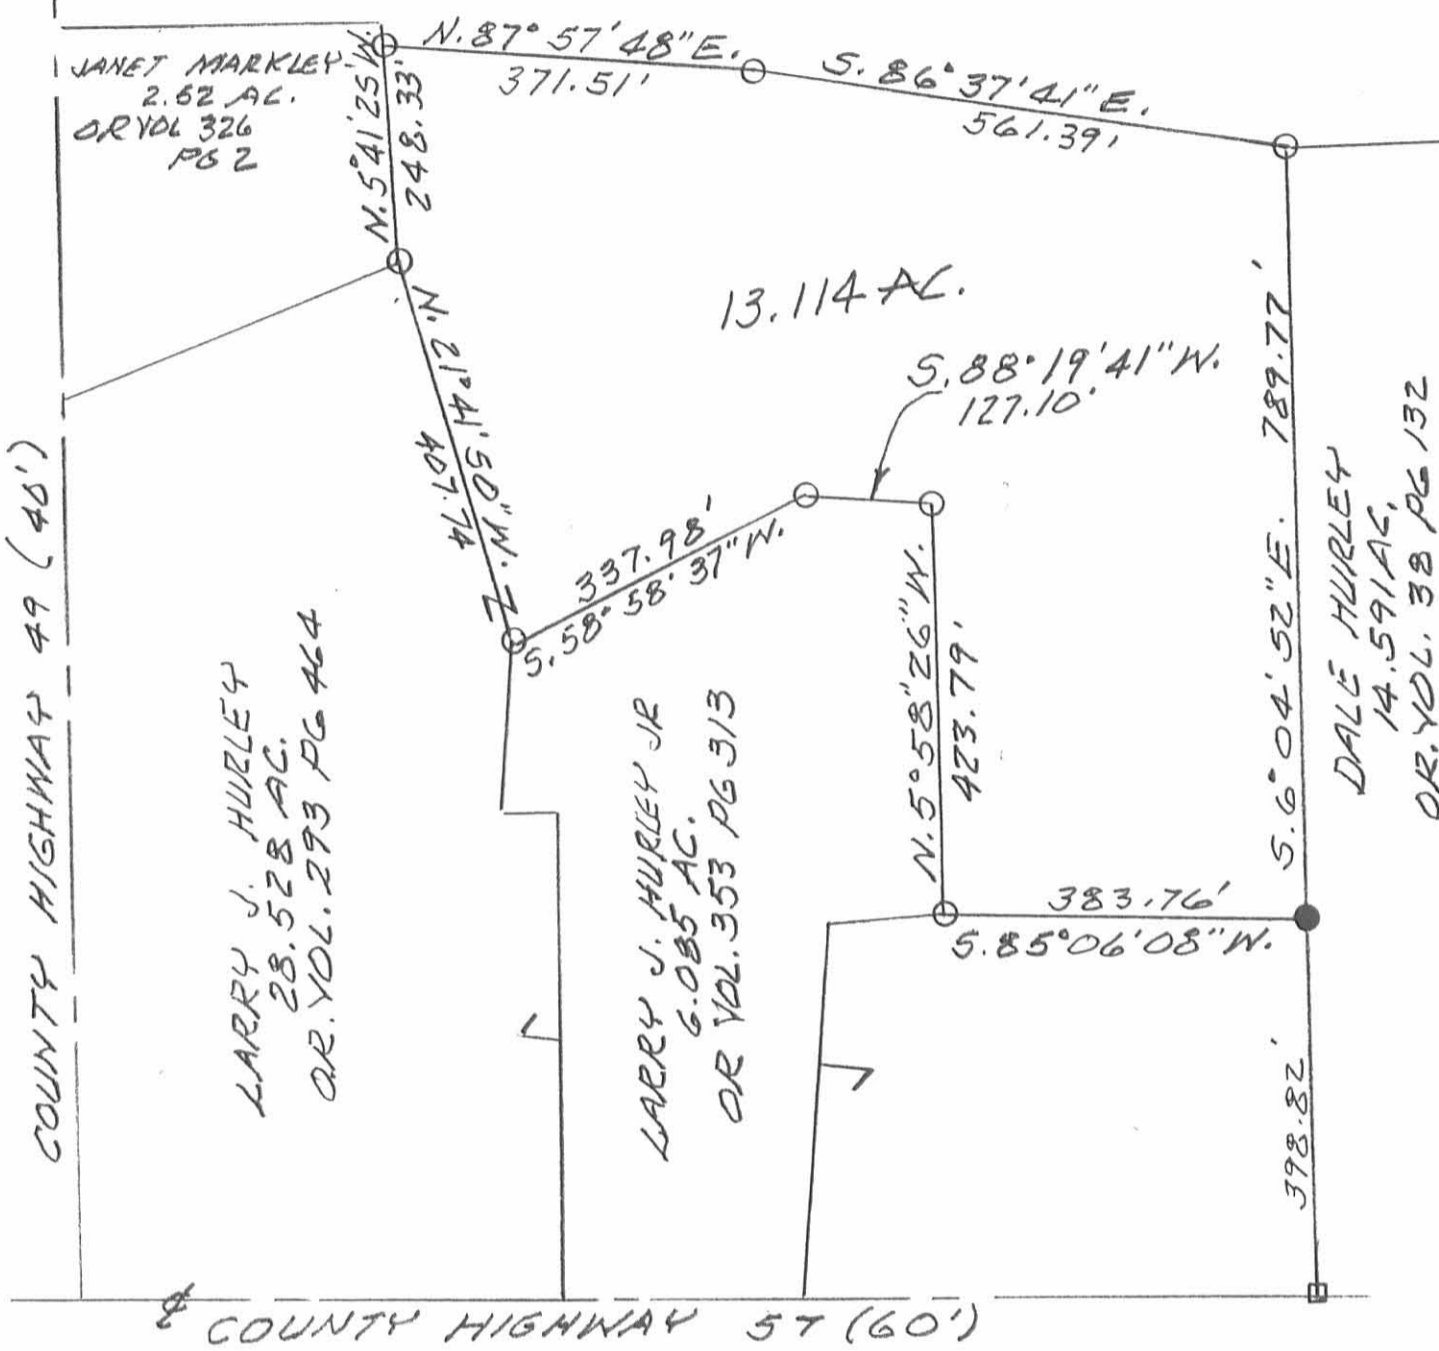 JANET MARKLEY
2.52 AC.
OR VOL 326
PG 2
N. 87° 57' 48" E.
371.51'
S. 86° 37' 41" E.
561.39'
N. 5° 41' 25" W.
248.33'
13.114 AC.
S. 88° 19' 41" W.
127.10'
N. 21° 41' 50" W.
407.74
337.98'
S. 58° 58' 37" W.
N. 5° 58" 26" W.
423.79'
S. 6° 04' 52" E. 789.77'
383.76'
S. 85° 06' 08" W.
398.82'
DALE HURLEY
14.591 AC.
OR. VOL. 38 PG 132
LARRY J. HURLEY
28.528 AC.
O.R. VOL. 293 PG 464
LARRY J. HURLEY JR
6.085 AC.
OR VOL. 353 PG 313
COUNTY HIGHWAY 49 (40')
℄ COUNTY HIGHWAY 57 (60')